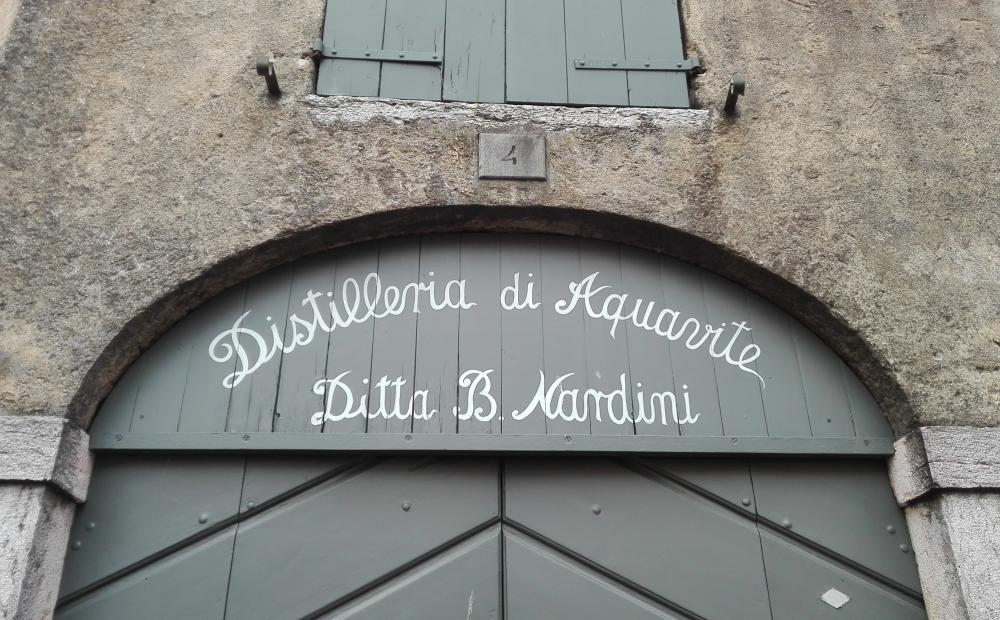 4
Distilleria di Aquavite
Ditta B. Nardini